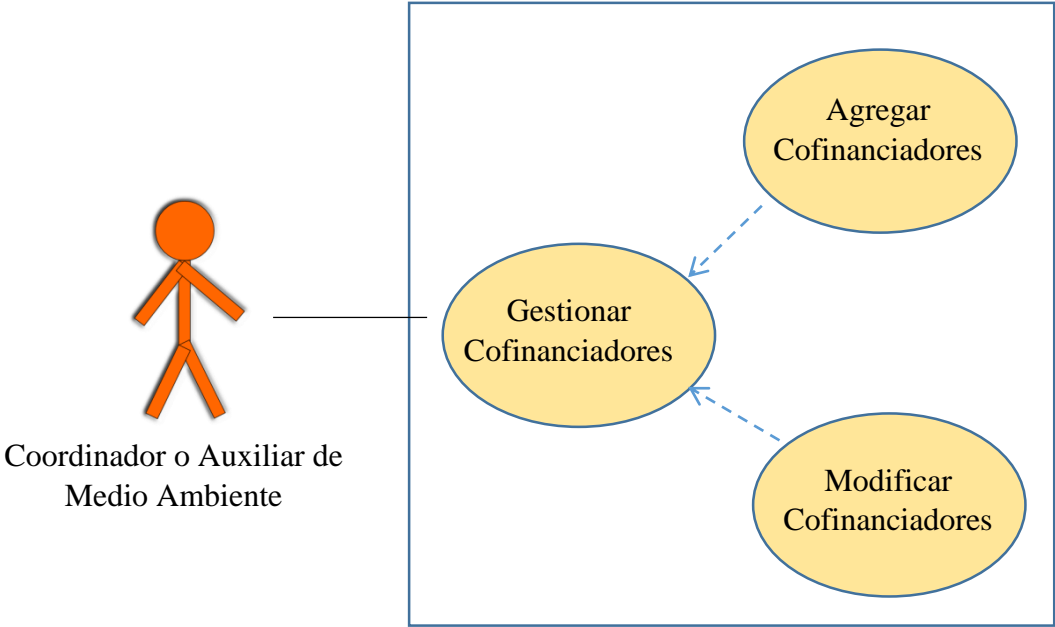 Agregar
Cofinanciadores
Gestionar
Cofinanciadores
Coordinador o Auxiliar de
Medio Ambiente
Modificar
Cofinanciadores